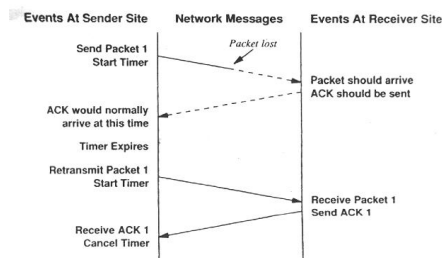 Events At Sender Site Network Messages Events At Receiver Site
Packet lost
Send Packet 1
Start Timer
Packet should arrive
ACK should be sent
ACK would normally
arrive at this time
Timer Expires
Retransmit Packet 1
Start Timer
Receive Packet 1
Send ACK 1
Receive ACK 1
Cancel Timer